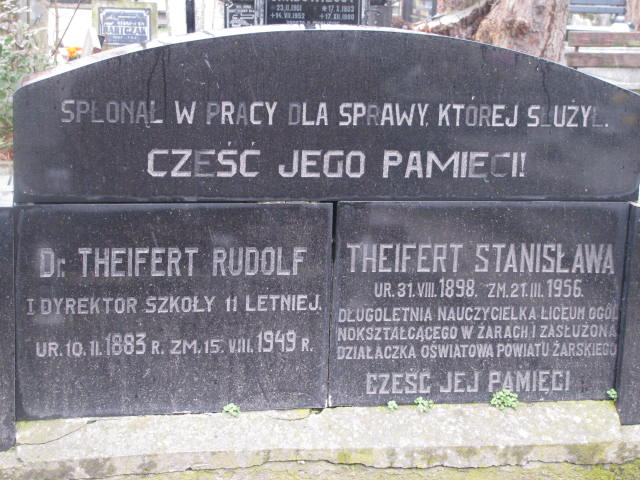 BABICZAK
SPŁONĄŁ W PRACY DLA SPRAWY, KTÓREJ SŁUŻYŁ.
CZEŚĆ JEGO PAMIĘCI!
Dr. THEIFERT RUDOLF
I DYREKTOR SZKOŁY 11 LETNIEJ.
UR. 10. II. 1883 R. ZM. 15. VIII. 1949 R.
THEIFERT STANISŁAWA
UR. 31. VIII. 1898. ZM. 21. III. 1956.
DŁUGOLETNIA NAUCZYCIELKA LICEUM OGÓL
NOKSZTAŁCĄCEGO W ŻARACH I ZASŁUŻONA
DZIAŁACZKA OŚWIATOWA POWIATU ŻARSKIEGO
CZEŚĆ JEJ PAMIĘCI